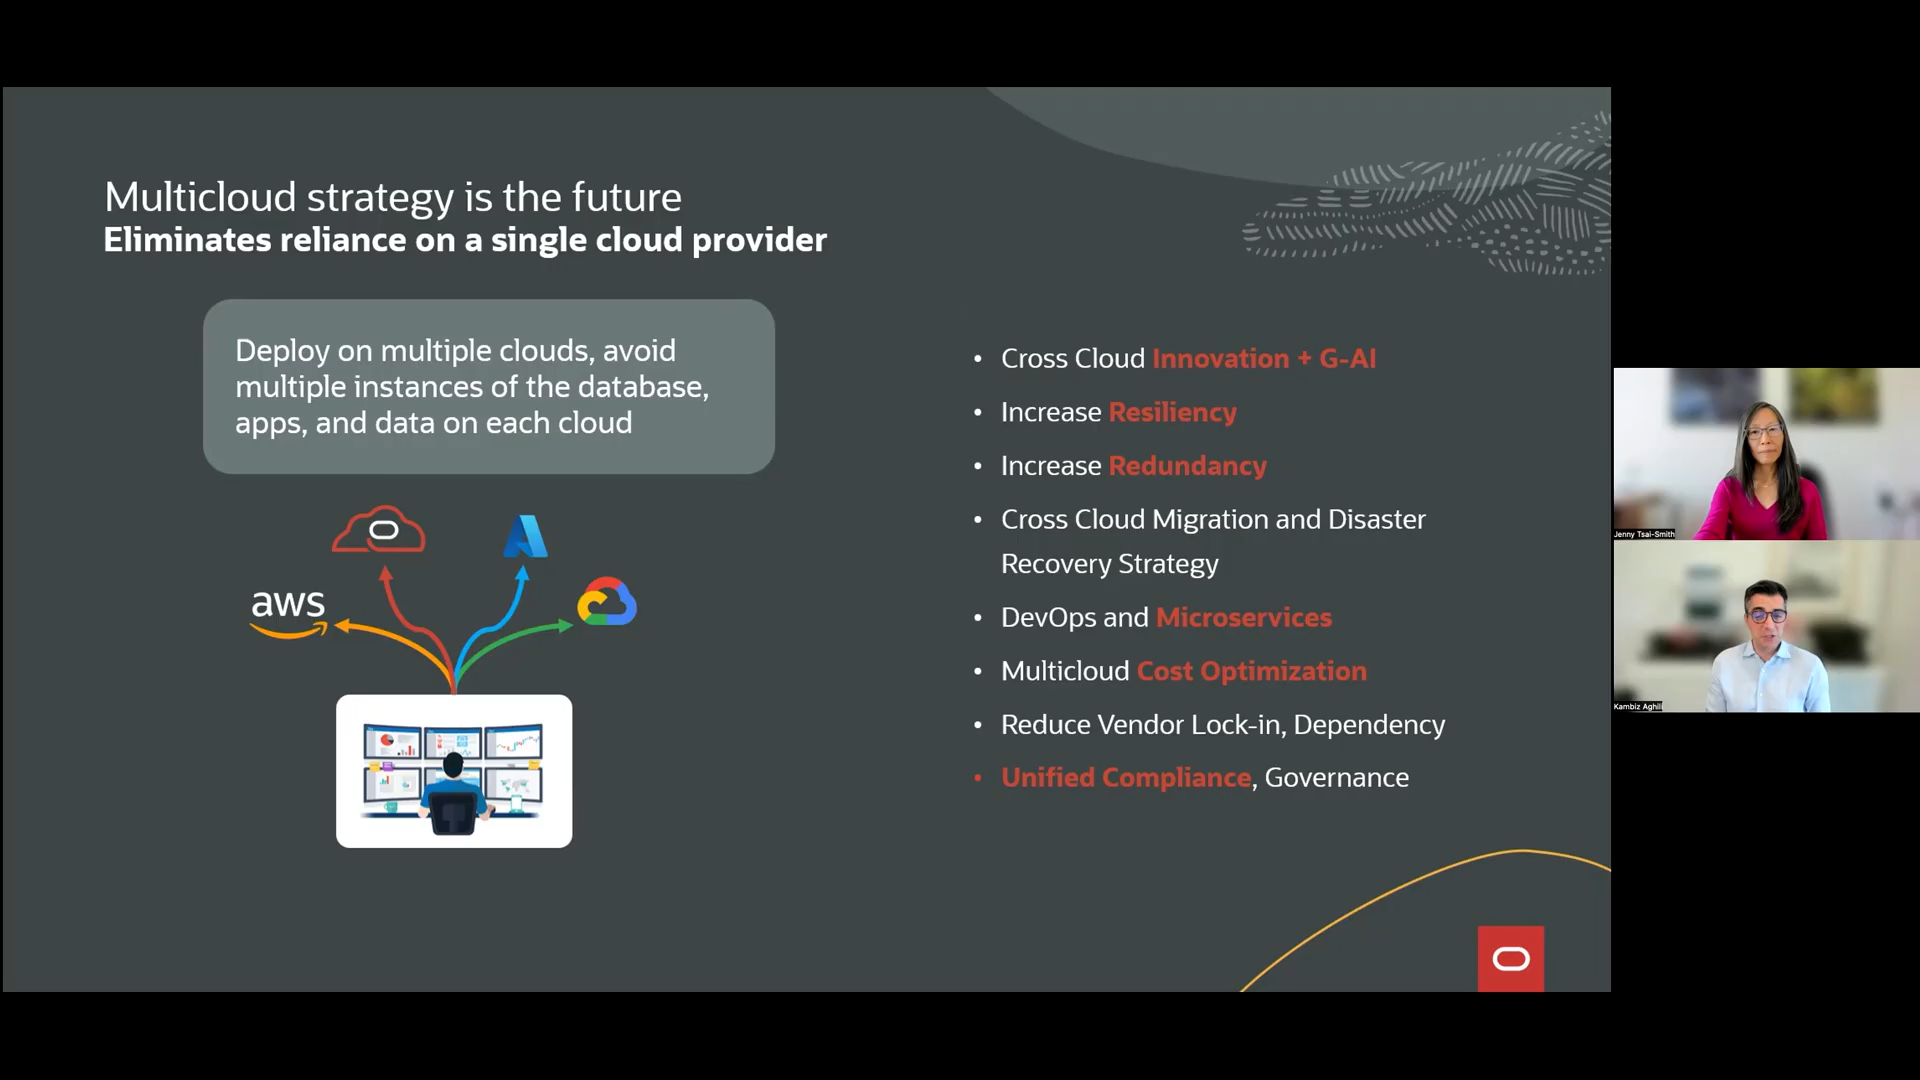 Multicloud strategy is the future
Eliminates reliance on a single cloud provider
Deploy on multiple clouds, avoid
multiple instances of the database,
apps, and data on each cloud
aws
• Cross Cloud Innovation + G-AI
• Increase Resiliency
• Increase Redundancy
• Cross Cloud Migration and Disaster
Recovery Strategy
• DevOps and Microservices
• Multicloud Cost Optimization
• Reduce Vendor Lock-in, Dependency
• Unified Compliance, Governance
Jenny Tsai-Smith
Kambiz Aghili